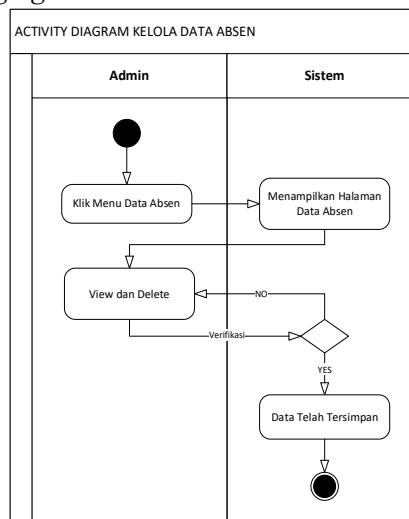 ACTIVITY DIAGRAM KELOLA DATA ABSEN
Admin
Sistem
Klik Menu Data Absen
Menampilkan Halaman
Data Absen
View dan Delete
NO
Verifikasi
YES
Data Telah Tersimpan